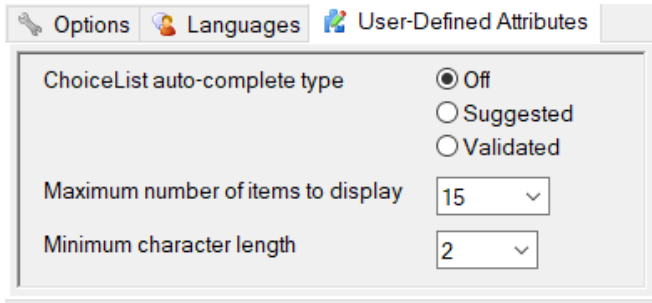 Options Languages User-Defined Attributes
ChoiceList auto-complete type Off
Suggested
Validated
Maximum number of items to display 15
Minimum character length 2